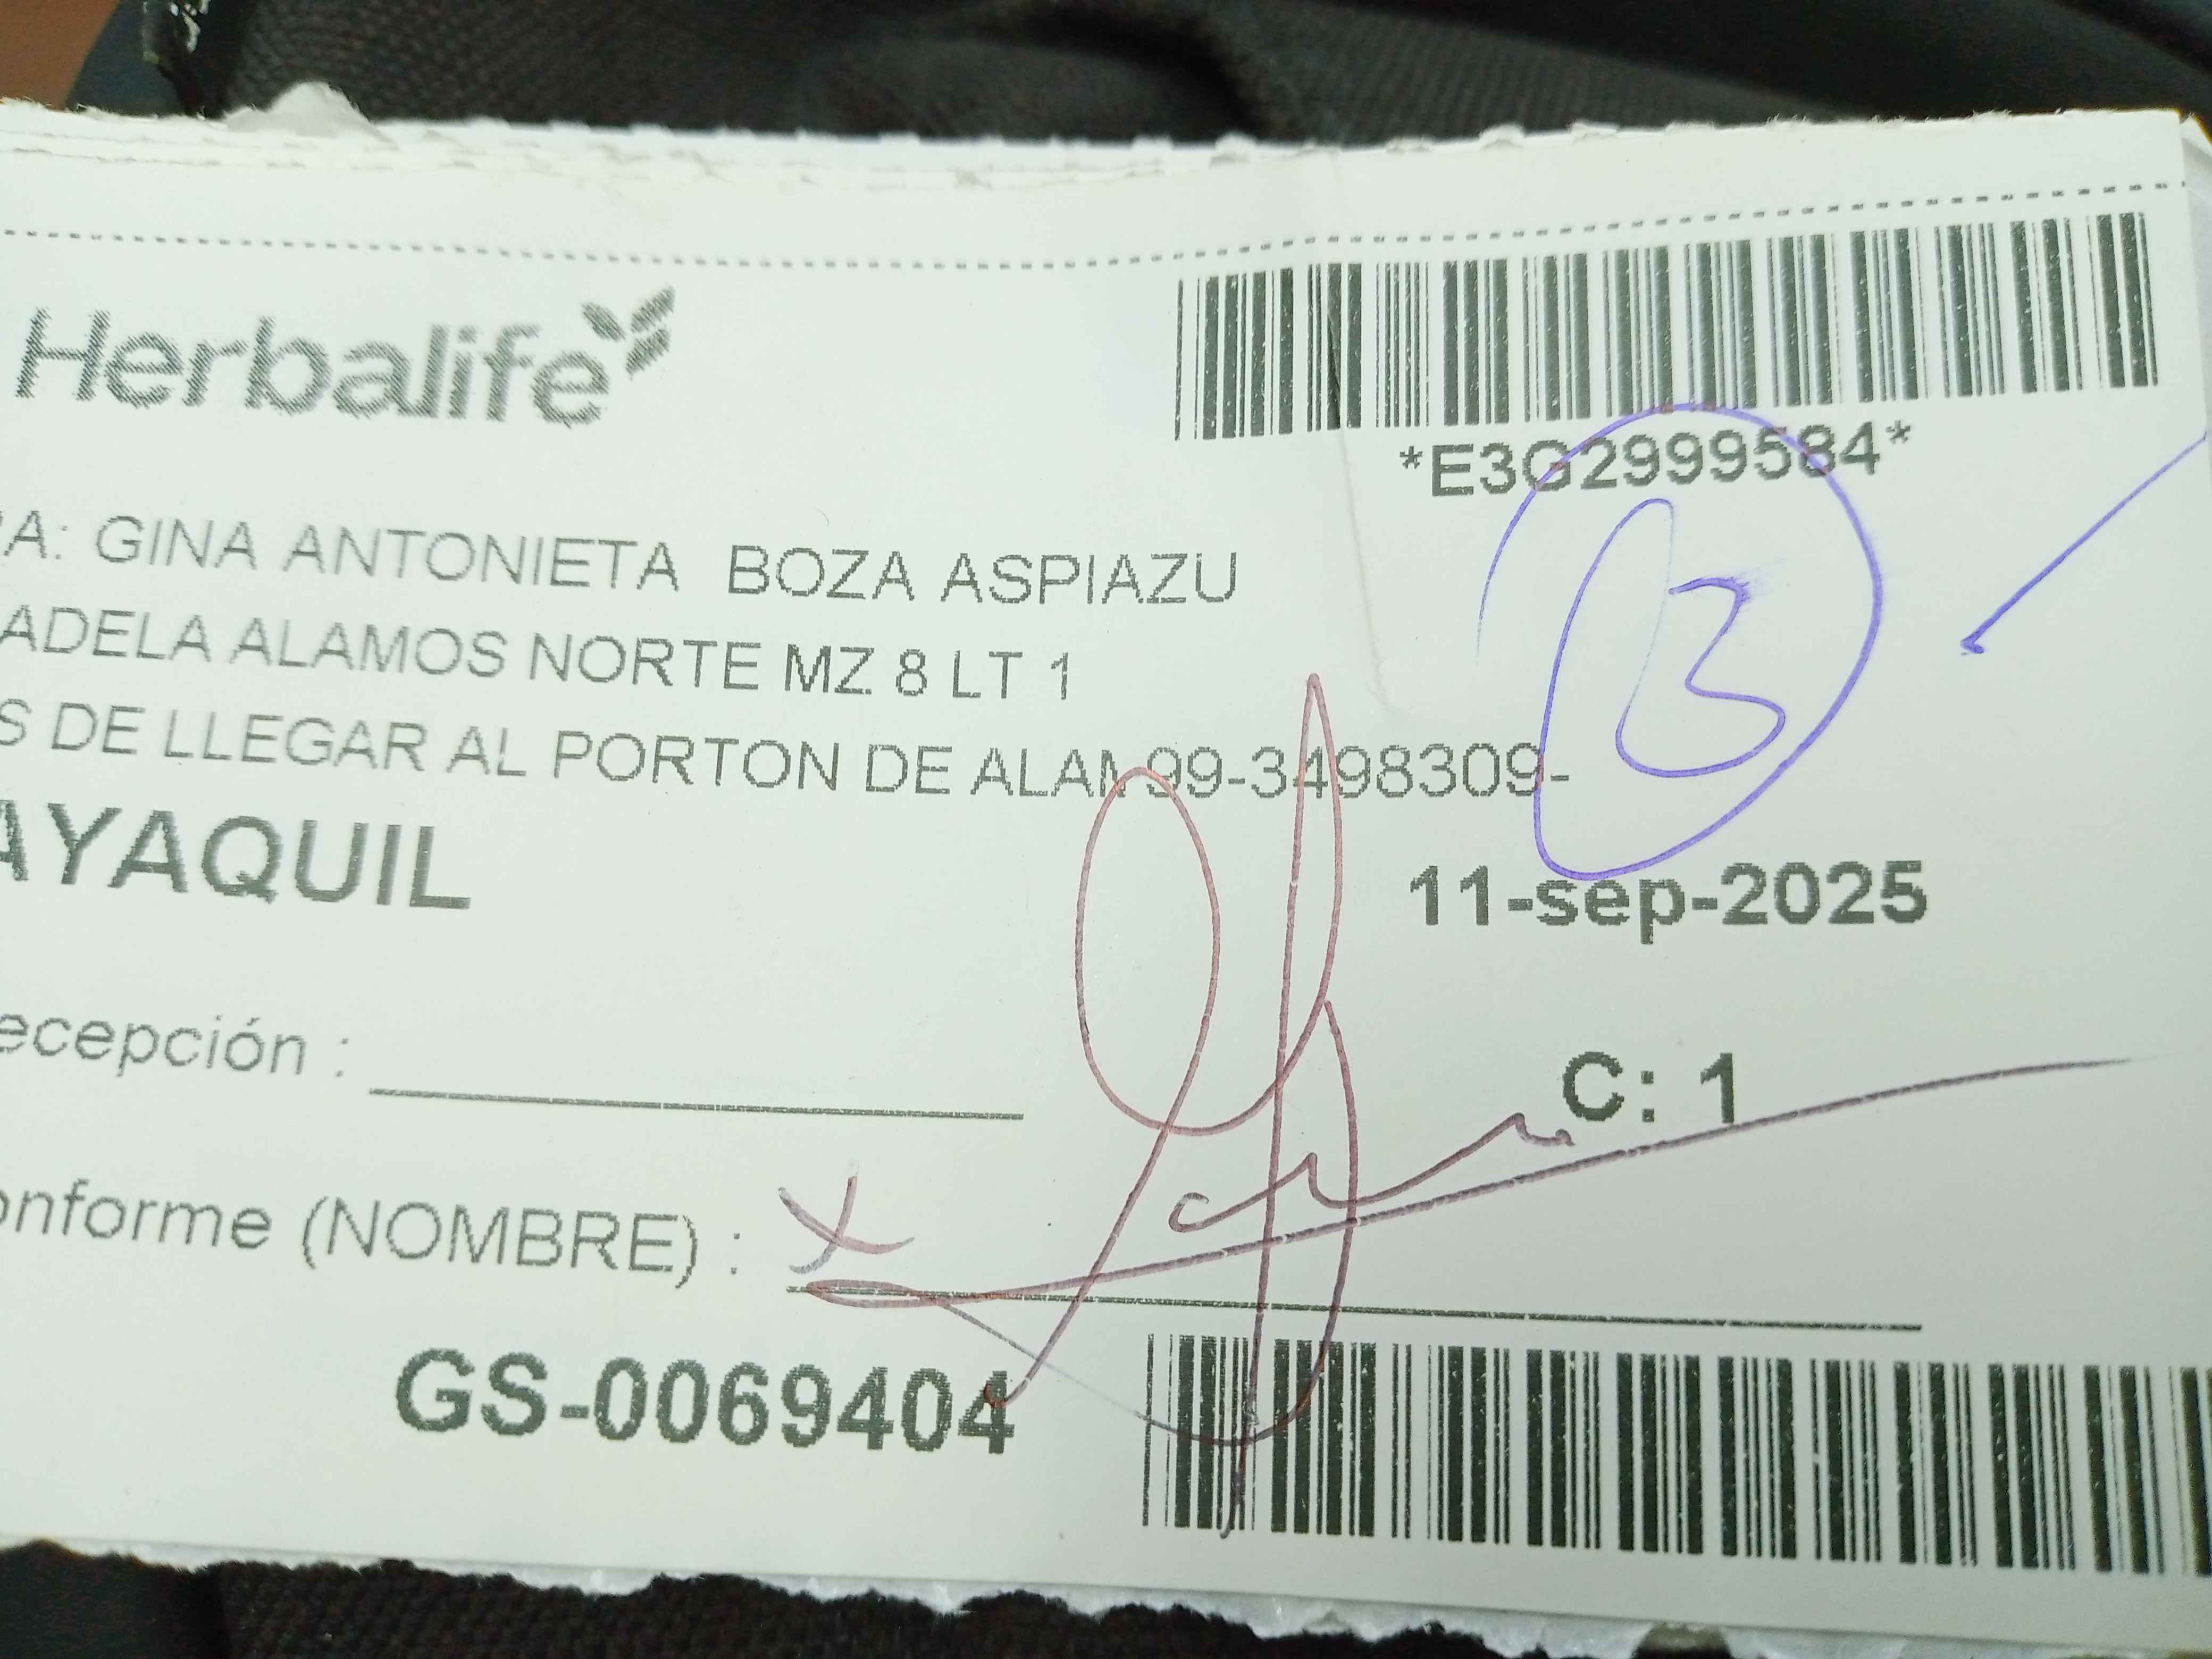 Herbalife
*E3G2999584*
RA: GINA ANTONIETA BOZA ASPIAZU
ADELA ALAMOS NORTE MZ 8 LT 1
S DE LLEGAR AL PORTON DE ALAM 99-3498309-
AYAQUIL
11-sep-2025
ecepción :
C: 1
onforme (NOMBRE) : X
GS-0069404